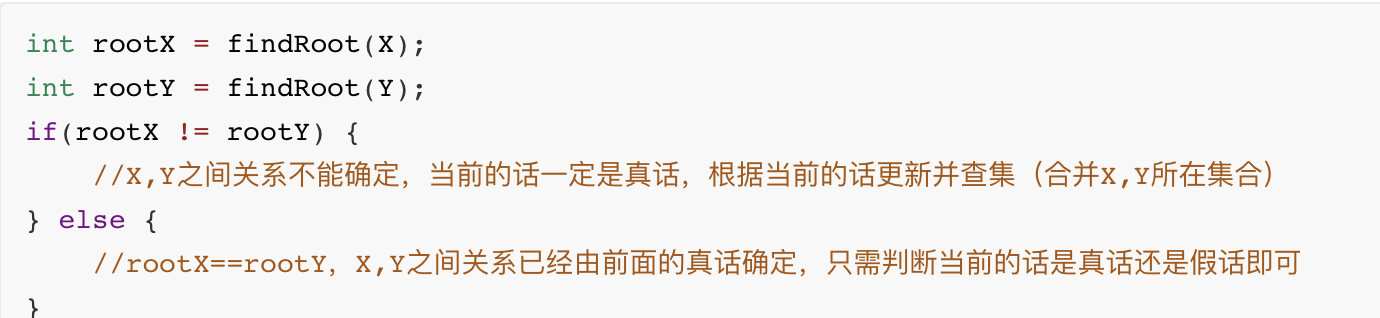 int rootX = findRoot(X);
int rootY = findRoot(Y);
if(rootX != rootY) {
    //X,Y之间关系不能确定，当前的话一定是真话，根据当前的话更新并查集（合并X,Y所在集合）
} else {
    //rootX==rootY，X,Y之间关系已经由前面的真话确定，只需判断当前的话是真话还是假话即可
}